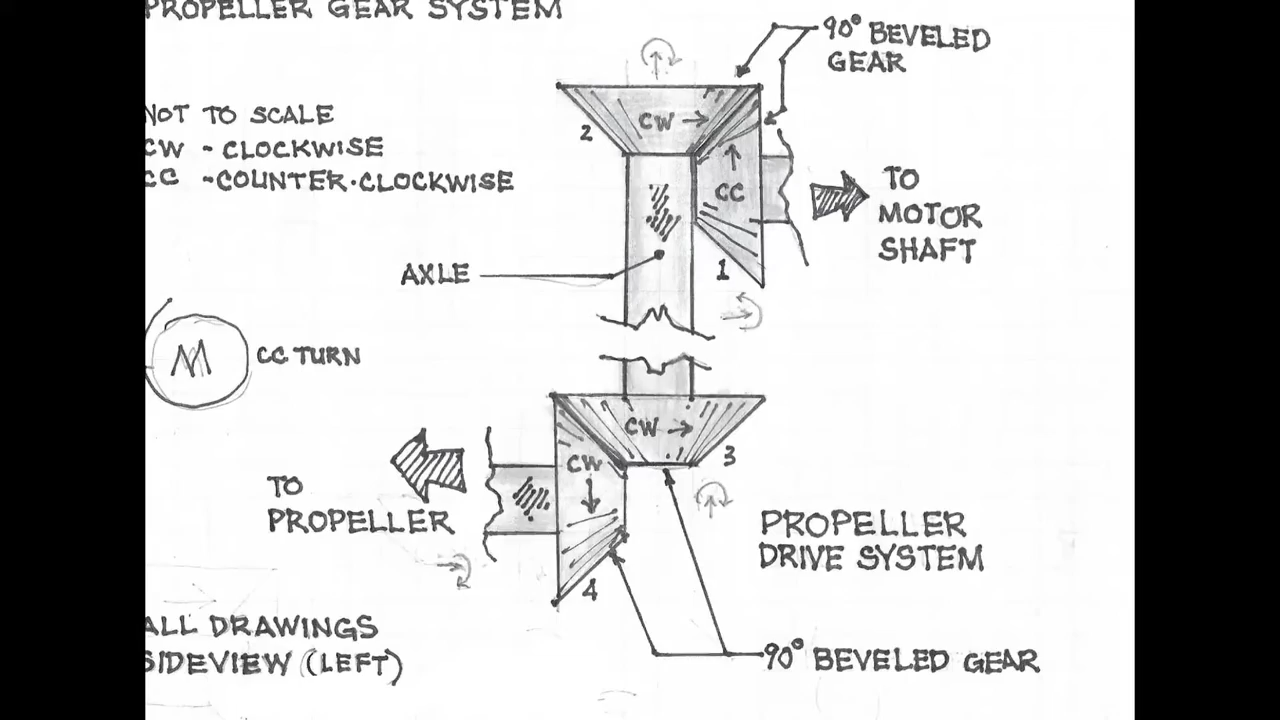 PROPELLER GEAR SYSTEM
90° BEVELED
GEAR
NOT TO SCALE
CW - CLOCKWISE
CC - COUNTER-CLOCKWISE
2
CW →
CC
1
TO
MOTOR
SHAFT
AXLE
M
CC TURN
CW →
3
CW
4
TO
PROPELLER
PROPELLER
DRIVE SYSTEM
ALL DRAWINGS
SIDEVIEW (LEFT)
90° BEVELED GEAR